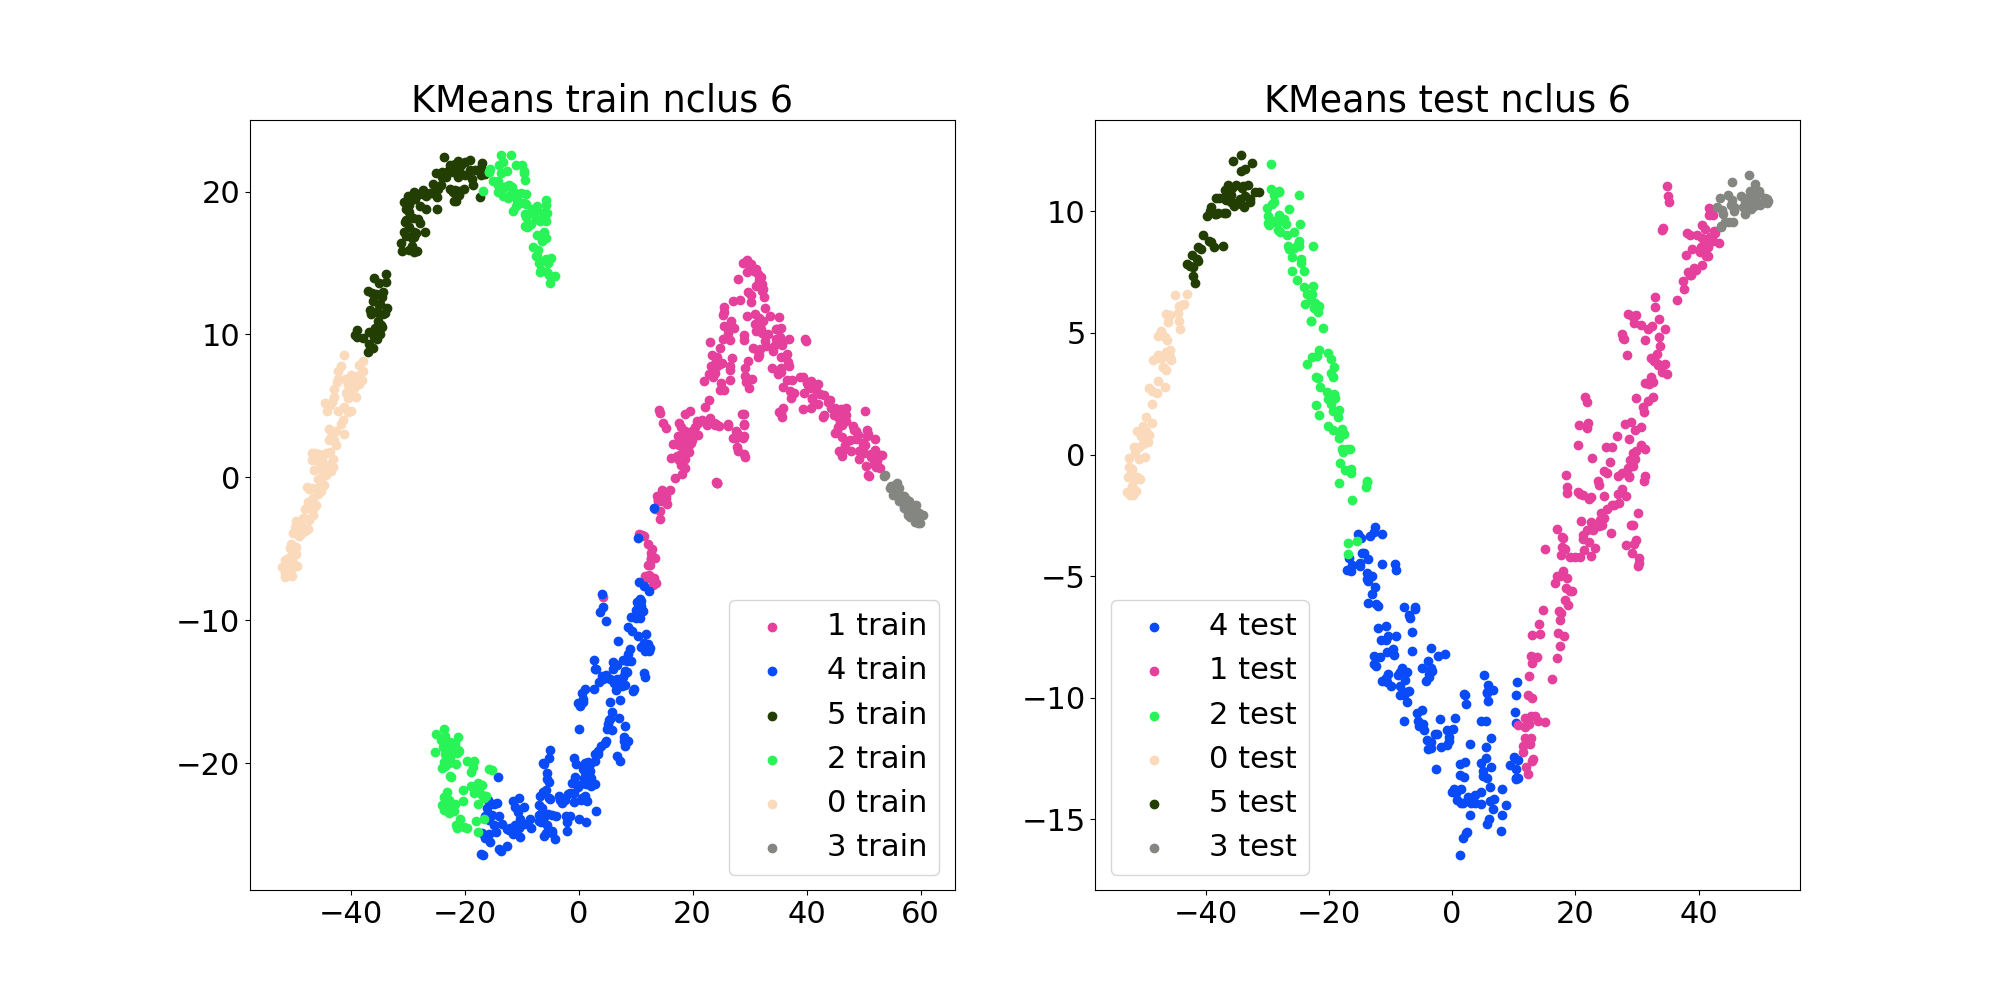 KMeans train nclus 6
20
10
0
−10
−20
−40
−20
0
20
40
60
1 train
4 train
5 train
2 train
0 train
3 train
KMeans test nclus 6
10
5
0
−5
−10
−15
−40
−20
0
20
40
4 test
1 test
2 test
0 test
5 test
3 test